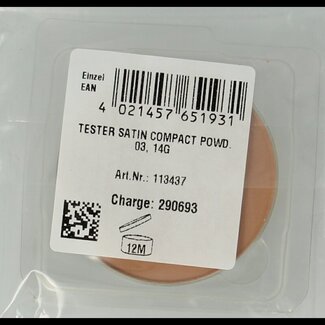 Einzel
EAN
4 021457 651931
TESTER SATIN COMPACT POWD.
03, 14G
Art.Nr.: 113437
Charge: 290693
12M